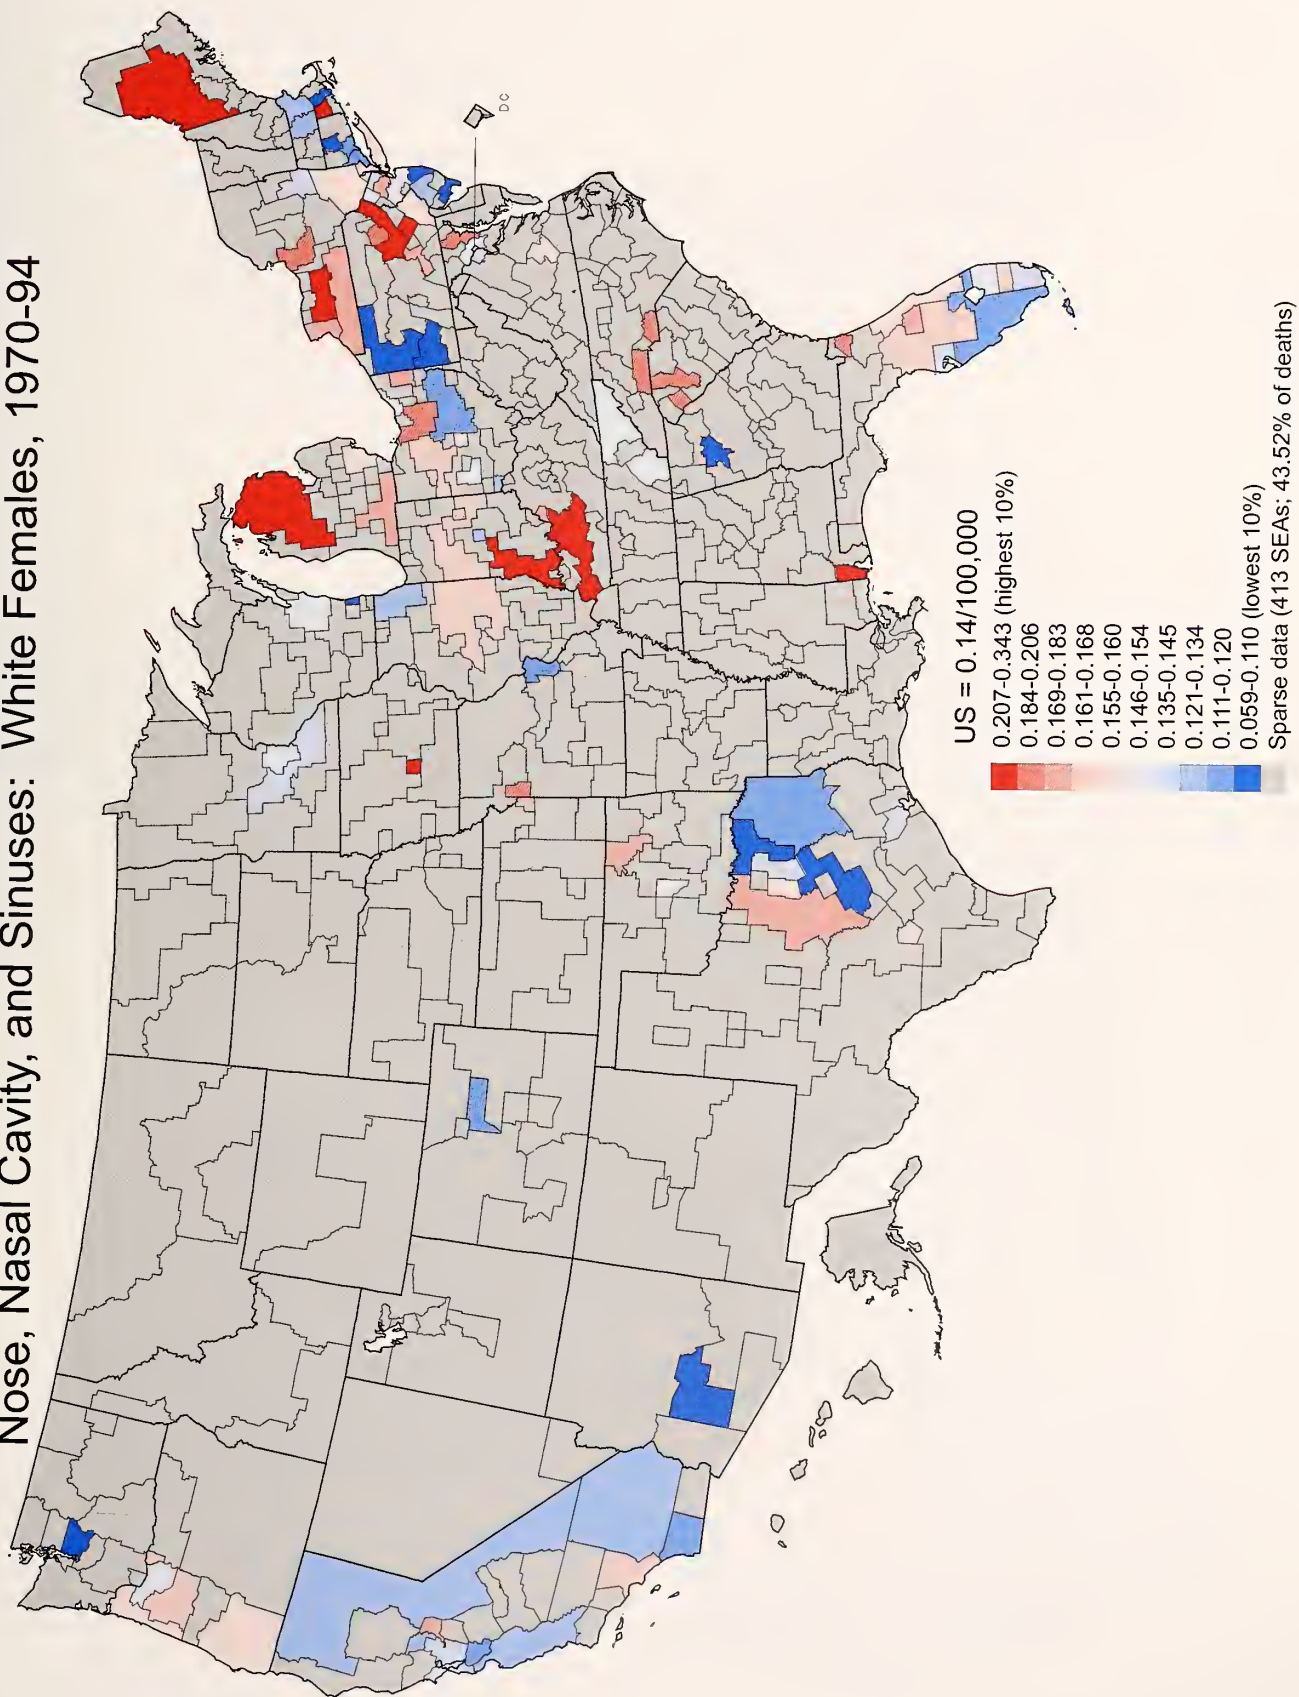 Nose, Nasal Cavity, and Sinuses: White Females, 1970-94
DC
US = 0.14/100,000
0.207-0.343 (highest 10%)
0.184-0.206
0.169-0.183
0.161-0.168
0.155-0.160
0.146-0.154
0.135-0.145
0.121-0.134
0.111-0.120
0.059-0.110 (lowest 10%)
Sparse data (413 SEAs; 43.52% of deaths)